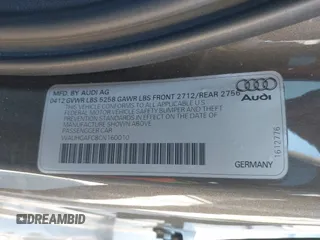 MFD. BY AUDI AG
04/12 GVWR LBS 6258 GAWR LBS FRONT 2712/REAR 2756
THIS VEHICLE CONFORMS TO ALL APPLICABLE U.S.
FEDERAL MOTOR VEHICLE SAFETY BUMPER AND THEFT
PREVENTION STANDARDS IN EFFECT ON THE DATE OF
MANUFACTURE SHOWN ABOVE
PASSENGER CAR
Audi
GERMANY
1612776
DREAMBID